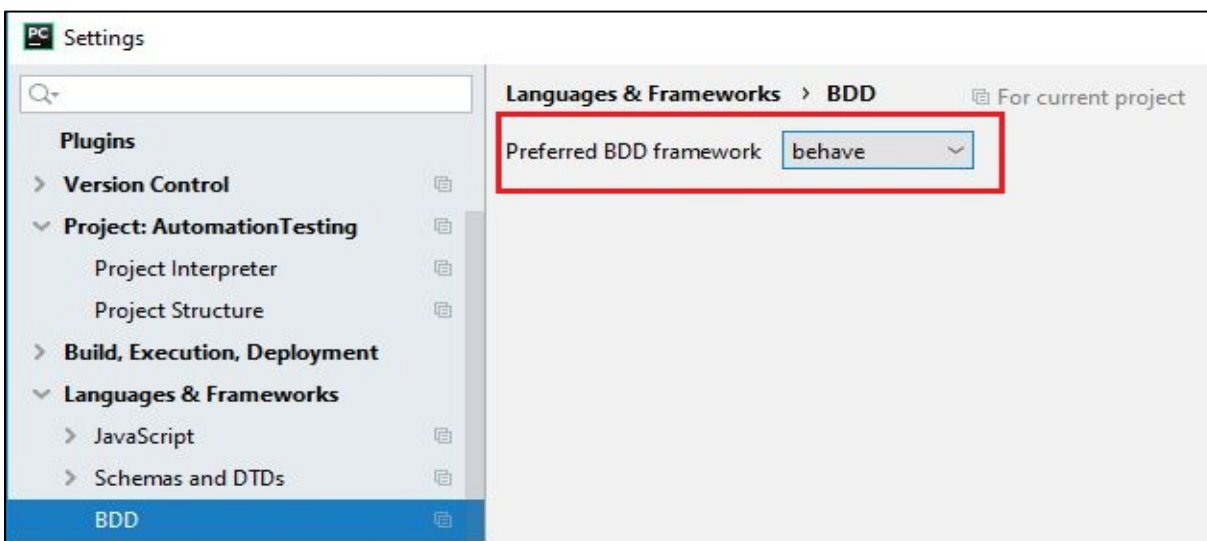 PC Settings
Languages & Frameworks > BDD For current project
Preferred BDD framework behave
Plugins
Version Control
Project: AutomationTesting
Project Interpreter
Project Structure
Build, Execution, Deployment
Languages & Frameworks
JavaScript
Schemas and DTDs
BDD